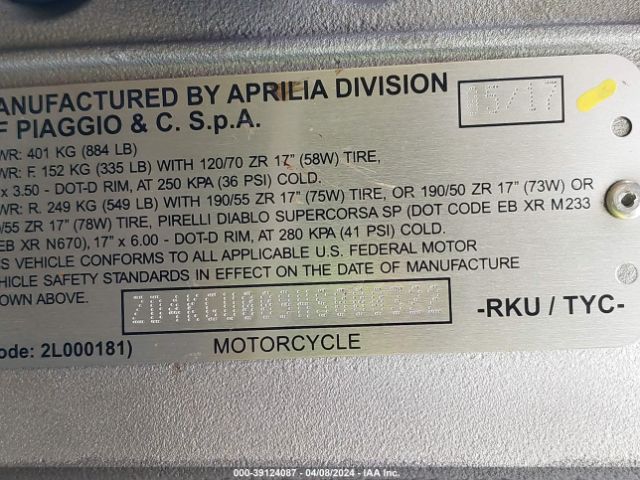 ANUFACTURED BY APRILIA DIVISION
F PIAGGIO & C. S.p.A.
05/17
WR: 401 KG (884 LB)
WR: F. 152 KG (335 LB) WITH 120/70 ZR 17" (58W) TIRE,
x 3.50 - DOT-D RIM, AT 250 KPA (36 PSI) COLD.
WR: R. 249 KG (549 LB) WITH 190/55 ZR 17" (75W) TIRE, OR 190/50 ZR 17" (73W) OR
/55 ZR 17" (78W) TIRE, PIRELLI DIABLO SUPERCORSA SP (DOT CODE EB XR M233
EB XR N670), 17" x 6.00 - DOT-D RIM, AT 280 KPA (41 PSI) COLD.
IS VEHICLE CONFORMS TO ALL APPLICABLE U.S. FEDERAL MOTOR
HICLE SAFETY STANDARDS IN EFFECT ON THE DATE OF MANUFACTURE
OWN ABOVE.
-RKU / TYC-
ode: 2L000181)
MOTORCYCLE
000-39124087 - 04/08/2024 - IAA Inc.